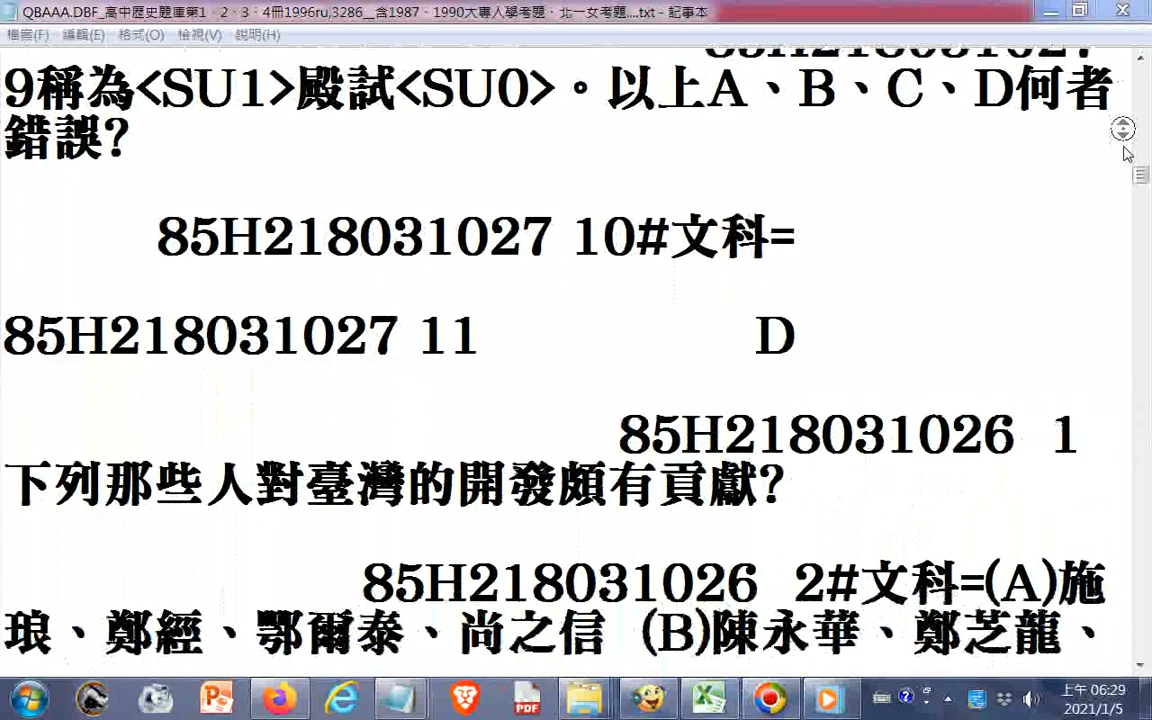 QBAAA.DBF_高中歷史題庫第1、2、3、4冊1996ru,3286__含1987、1990大專入學考題、北一女考題....txt - 記事本
檔案(F) 編輯(E) 格式(O) 檢視(V) 說明(H)
85H218031027
9稱為<SU1>殿試<SU0>。以上A、B、C、D何者
錯誤?
85H218031027 10#文科=
85H218031027 11 D
85H218031026 1
下列那些人對臺灣的開發頗有貢獻?
85H218031026 2#文科=(A)施
琅、鄭經、鄂爾泰、尚之信 (B)陳永華、鄭芝龍、
上午 06:29
2021/1/5